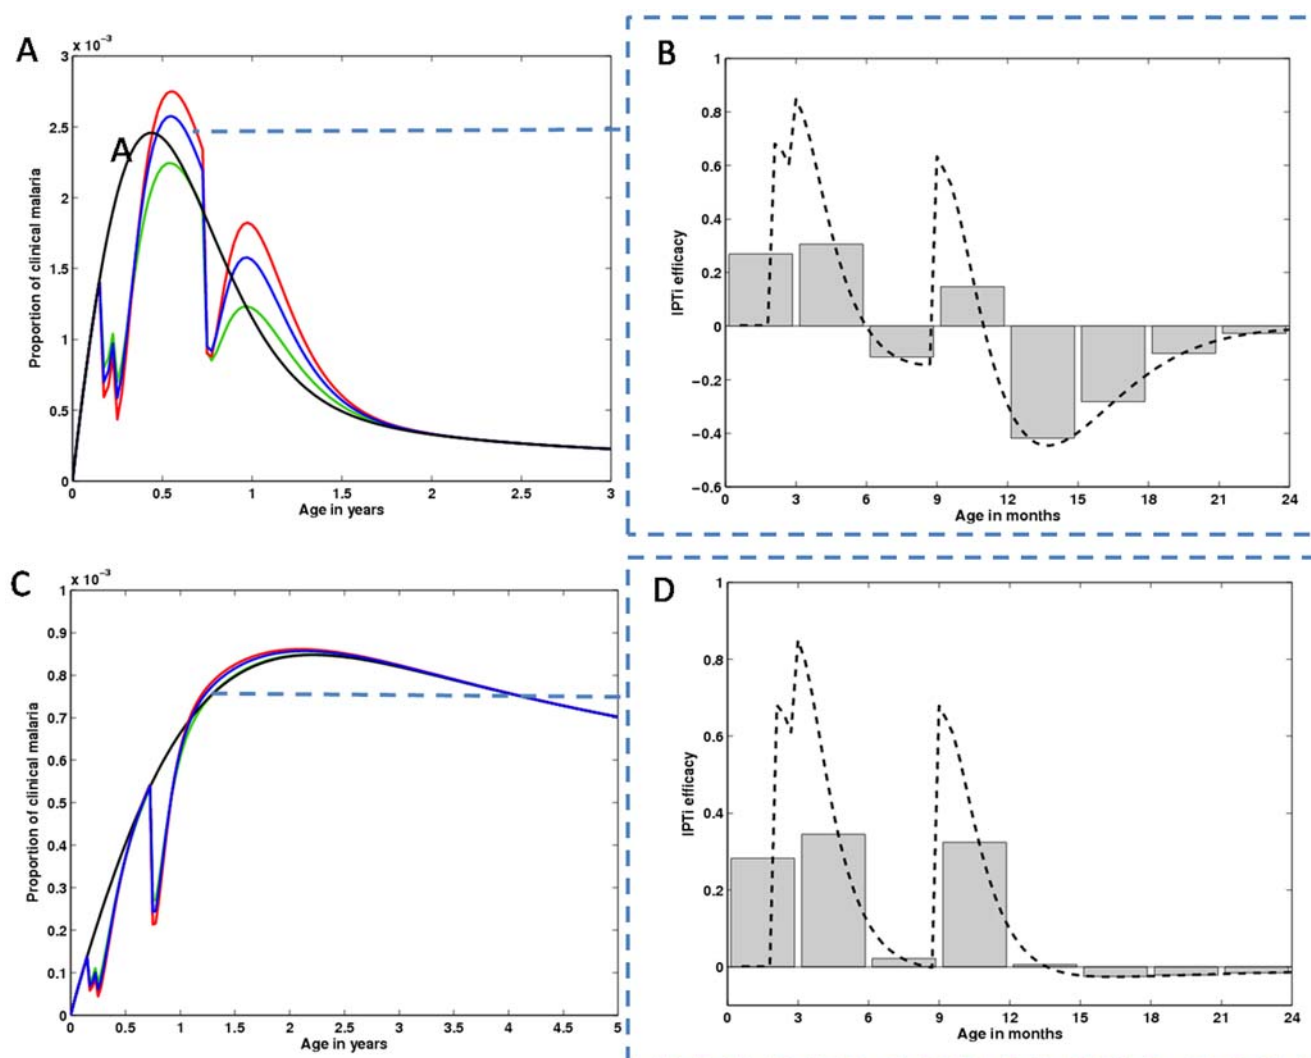 A
x 10⁻³
3
2.5
2
1.5
1
0.5
0
A
Proportion of clinical malaria
0 0.5 1 1.5 2 2.5 3
Age in years
B
1
0.8
0.6
0.4
0.2
0
−0.2
−0.4
−0.6
IPTi efficacy
0 3 6 9 12 15 18 21 24
Age in months
C
x 10⁻³
1
0.9
0.8
0.7
0.6
0.5
0.4
0.3
0.2
0.1
0
Proportion of clinical malaria
0 0.5 1 1.5 2 2.5 3 3.5 4 4.5 5
Age in years
D
1
0.8
0.6
0.4
0.2
0
IPTi efficacy
0 3 6 9 12 15 18 21 24
Age in months